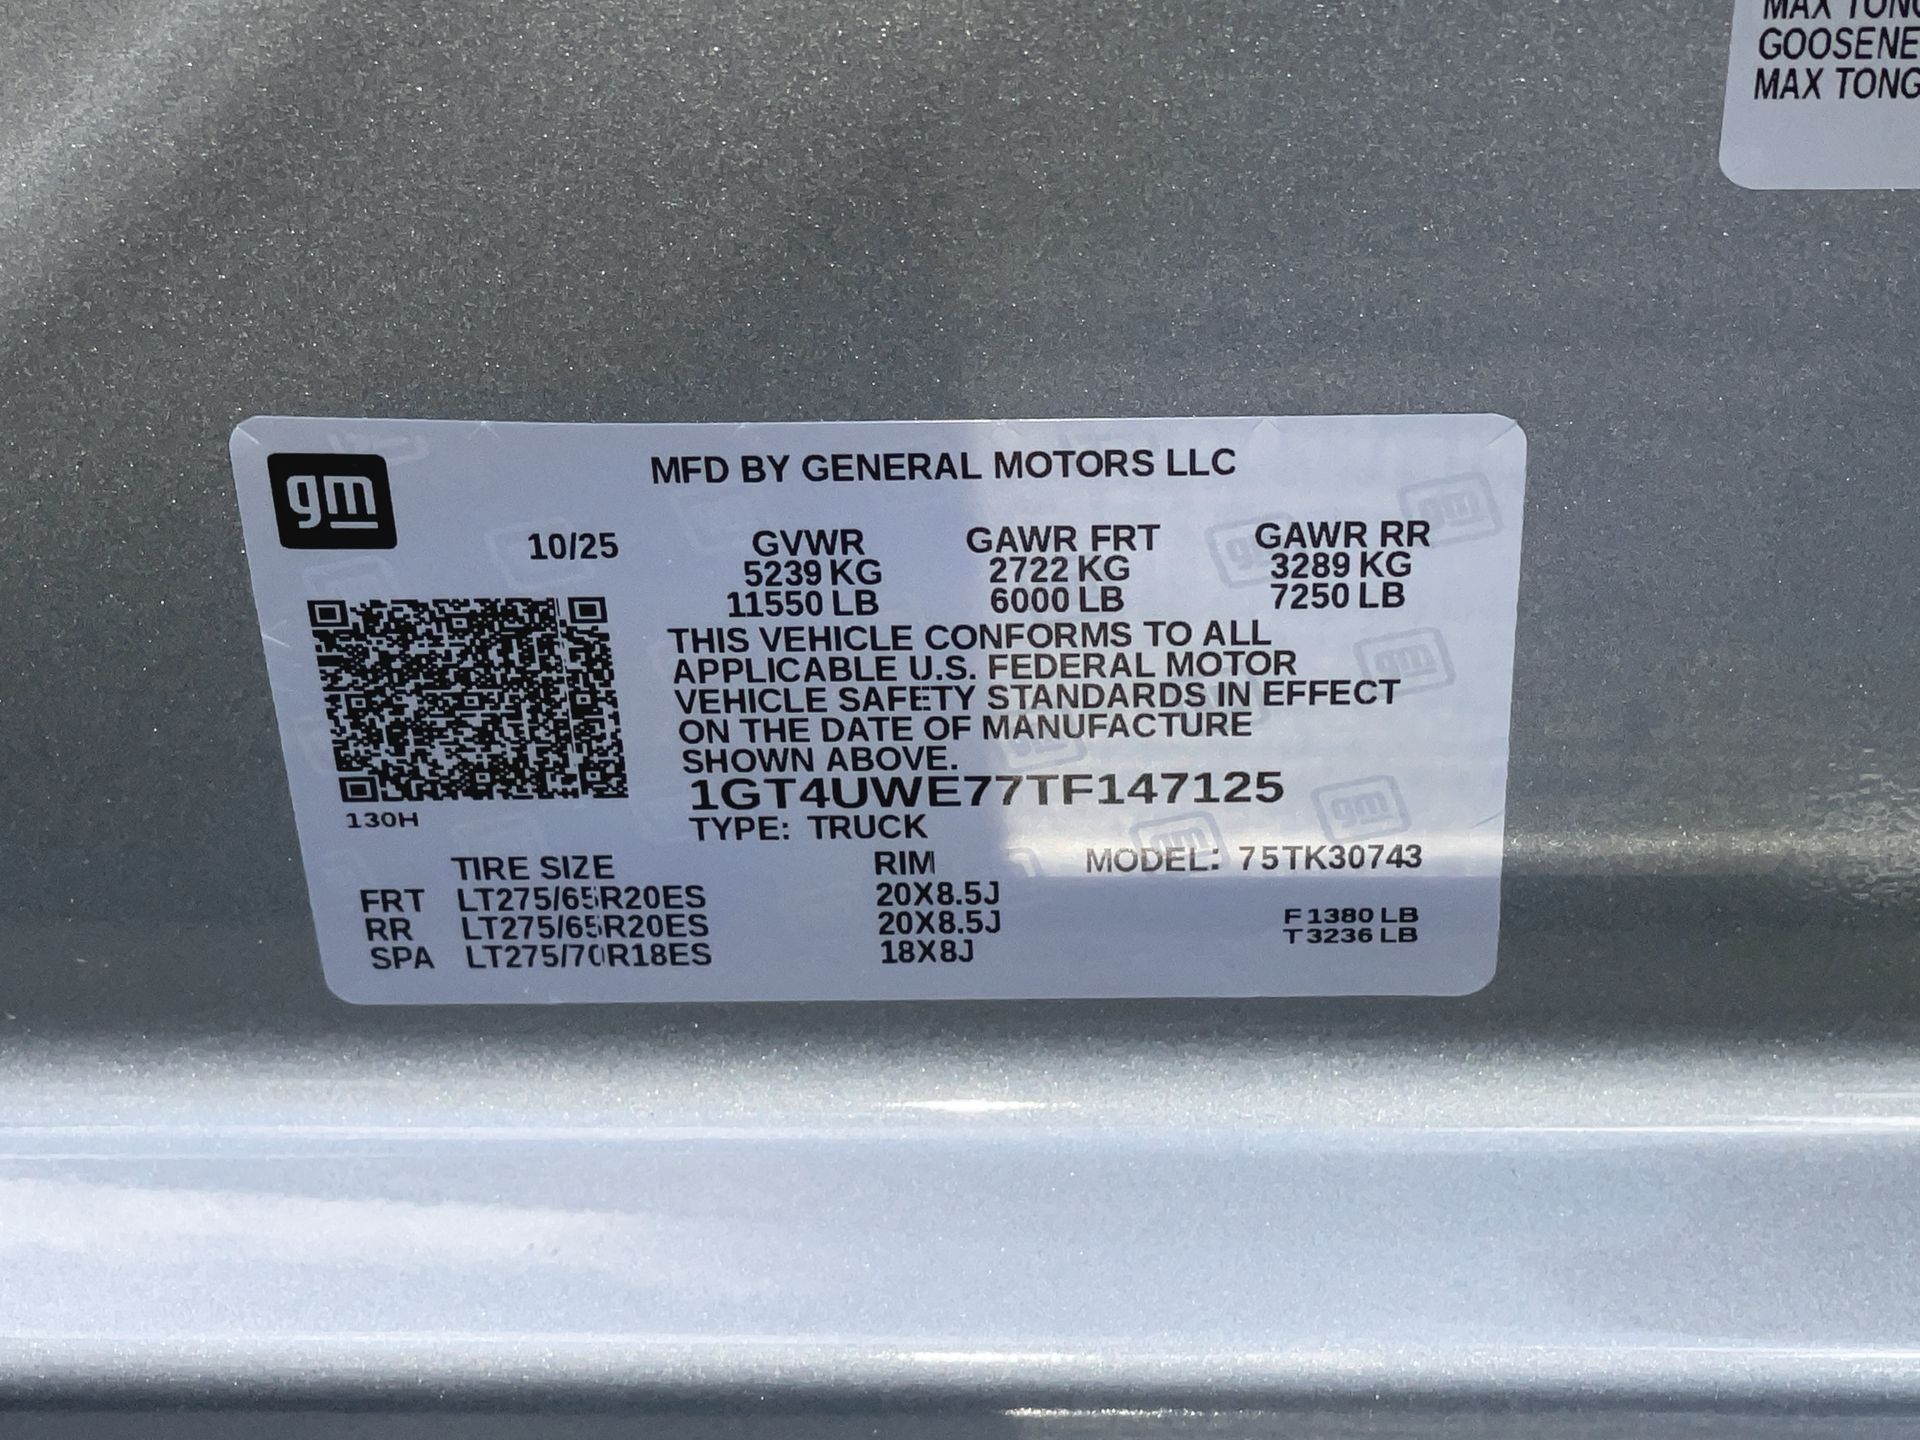 MAX TONG
GOOSENE
MAX TONG
gm
MFD BY GENERAL MOTORS LLC
10/25 GVWR GAWR FRT GAWR RR
5239 KG 2722 KG 3289 KG
11550 LB 6000 LB 7250 LB
THIS VEHICLE CONFORMS TO ALL
APPLICABLE U.S. FEDERAL MOTOR
VEHICLE SAFETY STANDARDS IN EFFECT
ON THE DATE OF MANUFACTURE
SHOWN ABOVE.
1GT4UWE77TF147125
130H
TYPE: TRUCK
TIRE SIZE RIM MODEL: 75TK30743
FRT LT275/65R20ES 20X8.5J
RR LT275/65R20ES 20X8.5J
SPA LT275/70R18ES 18X8J
F 1380 LB
T 3236 LB